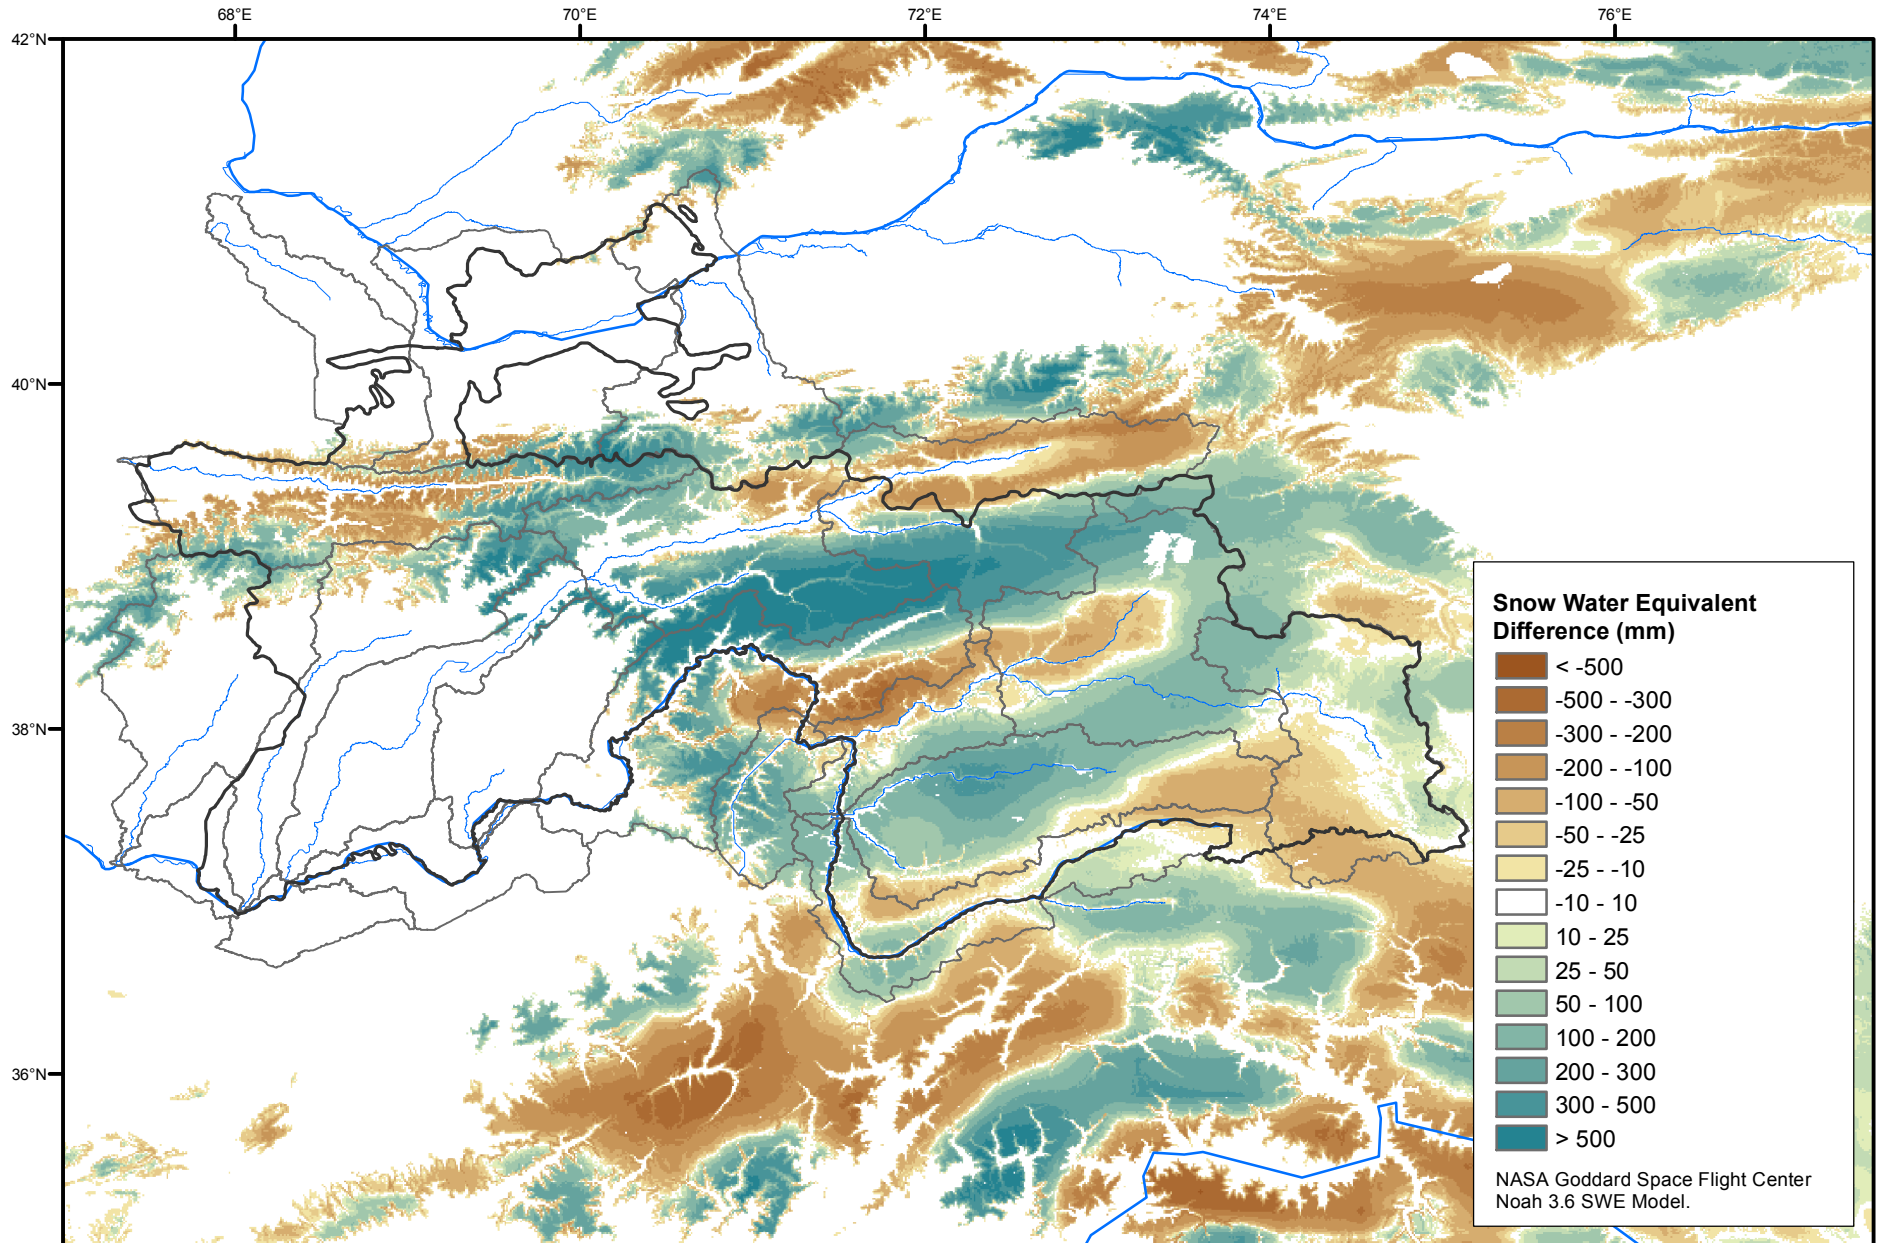 68°E 70°E 72°E 74°E 76°E
42°N
40°N
38°N
36°N
Snow Water Equivalent
Difference (mm)
< -500
-500 - -300
-300 - -200
-200 - -100
-100 - -50
-50 - -25
-25 - -10
-10 - 10
10 - 25
25 - 50
50 - 100
100 - 200
200 - 300
300 - 500
> 500
NASA Goddard Space Flight Center
Noah 3.6 SWE Model.